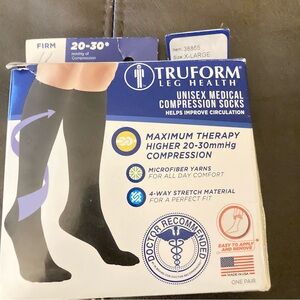 FIRM
20-30*
mmHg of
Compression
Item: 38865
Size: X-LARGE
TRUFORM
LEG HEALTH
UNISEX MEDICAL
COMPRESSION SOCKS
HELPS IMPROVE CIRCULATION
MAXIMUM THERAPY
HIGHER 20-30mmHg
COMPRESSION
MICROFIBER YARNS
FOR ALL DAY COMFORT
4-WAY STRETCH MATERIAL
FOR A PERFECT FIT
DOCTOR RECOMMENDED
EASY TO APPLY
AND REMOVE
MADE IN USA
ONE PAIR